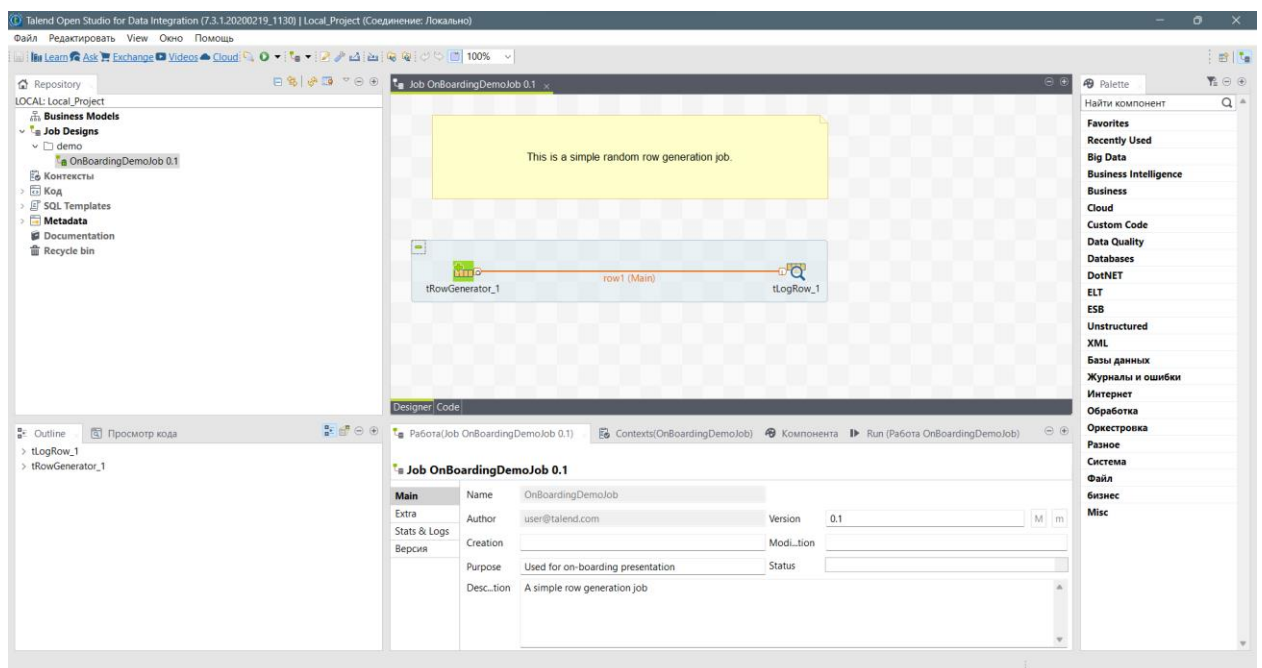 Talend Open Studio for Data Integration (7.3.1.20200219_1130) | Local_Project (Соединение: Локально)
Файл Редактировать View Окно Помощь
Learn Ask Exchange Videos Cloud 100%
Repository
LOCAL: Local_Project
Business Models
Job Designs
demo
OnBoardingDemoJob 0.1
Контексты
Код
SQL Templates
Metadata
Documentation
Recycle bin
Job OnBoardingDemoJob 0.1
This is a simple random row generation job.
row1 (Main)
tRowGenerator_1 tLogRow_1
Designer Code
Palette
Найти компонент
Favorites
Recently Used
Big Data
Business Intelligence
Business
Cloud
Custom Code
Data Quality
Databases
DotNET
ELT
ESB
Unstructured
XML
Базы данных
Журналы и ошибки
Интернет
Обработка
Оркестровка
Разное
Система
Файл
бизнес
Misc
Outline Просмотр кода
tLogRow_1
tRowGenerator_1
Работа(Job OnBoardingDemoJob 0.1) Contexts(OnBoardingDemoJob) Компонента Run (Работа OnBoardingDemoJob)
Job OnBoardingDemoJob 0.1
Main
Extra
Stats & Logs
Версия
Name OnBoardingDemoJob
Author user@talend.com Version 0.1 M m
Creation Modi...tion
Purpose Used for on-boarding presentation Status
Desc...tion A simple row generation job